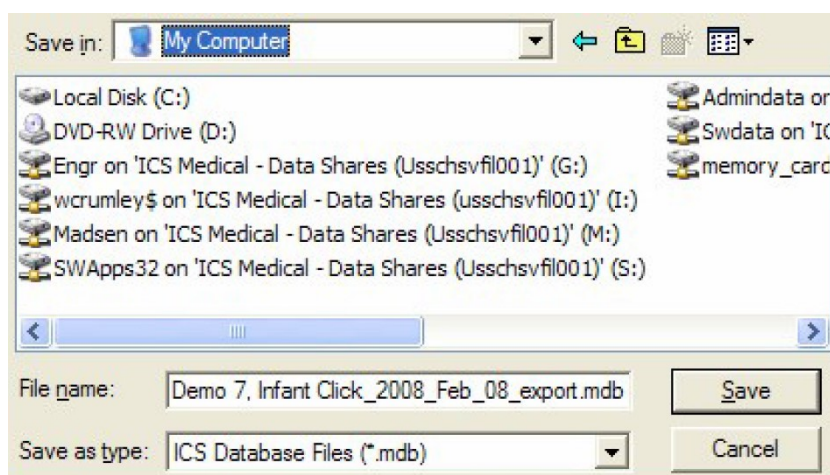 Save in: My Computer
Local Disk (C:)
DVD-RW Drive (D:)
Engr on 'ICS Medical - Data Shares (Usschsvfil001)' (G:)
wcrumley$ on 'ICS Medical - Data Shares (usschsvfil001)' (I:)
Madsen on 'ICS Medical - Data Shares (Usschsvfil001)' (M:)
SWApps32 on 'ICS Medical - Data Shares (Usschsvfil001)' (S:)
Admindata or
Swdata on 'IC
memory_card
File name: Demo 7, Infant Click_2008_Feb_08_export.mdb Save
Save as type: ICS Database Files (*.mdb) Cancel